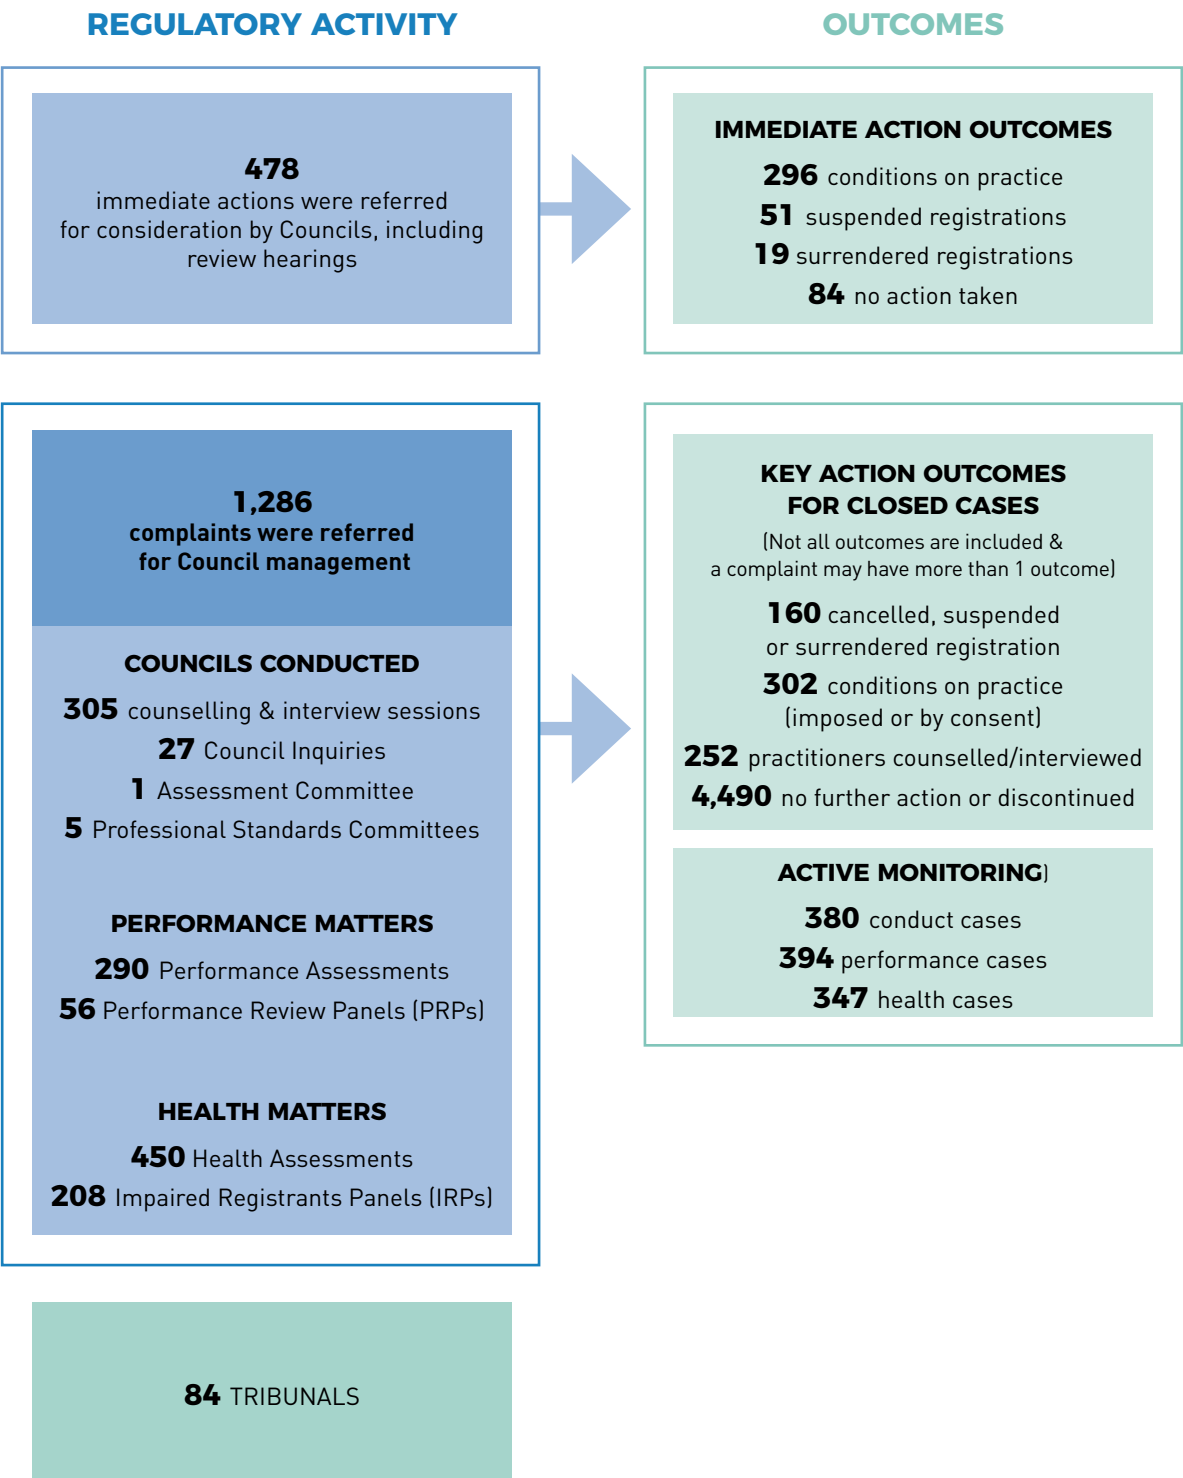 REGULATORY ACTIVITY
478
immediate actions were referred
for consideration by Councils, including
review hearings
1,286
complaints were referred
for Council management
COUNCILS CONDUCTED
305 counselling & interview sessions
27 Council Inquiries
1 Assessment Committee
5 Professional Standards Committees
PERFORMANCE MATTERS
290 Performance Assessments
56 Performance Review Panels (PRPs)
HEALTH MATTERS
450 Health Assessments
208 Impaired Registrants Panels (IRPs)
84 TRIBUNALS
OUTCOMES
IMMEDIATE ACTION OUTCOMES
296 conditions on practice
51 suspended registrations
19 surrendered registrations
84 no action taken
KEY ACTION OUTCOMES
FOR CLOSED CASES
(Not all outcomes are included &
a complaint may have more than 1 outcome)
160 cancelled, suspended
or surrendered registration
302 conditions on practice
(imposed or by consent)
252 practitioners counselled/interviewed
4,490 no further action or discontinued
ACTIVE MONITORING)
380 conduct cases
394 performance cases
347 health cases